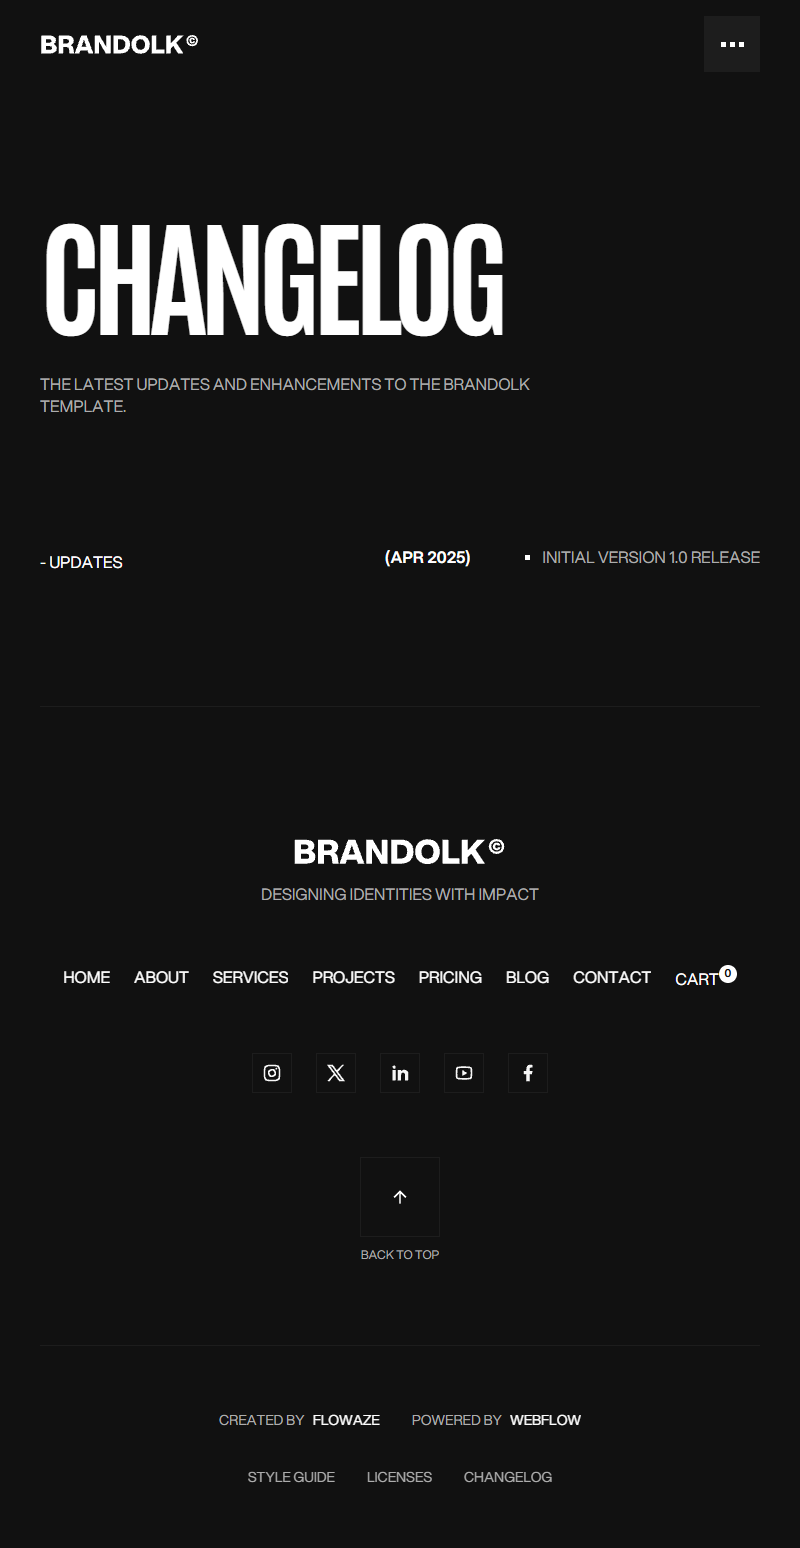 BRANDOLK©
CHANGELOG
THE LATEST UPDATES AND ENHANCEMENTS TO THE BRANDOLK
TEMPLATE.
- UPDATES
(APR 2025)
INITIAL VERSION 1.0 RELEASE
BRANDOLK©
DESIGNING IDENTITIES WITH IMPACT
HOME ABOUT SERVICES PROJECTS PRICING BLOG CONTACT CART 0
BACK TO TOP
CREATED BY FLOWAZE POWERED BY WEBFLOW
STYLE GUIDE LICENSES CHANGELOG